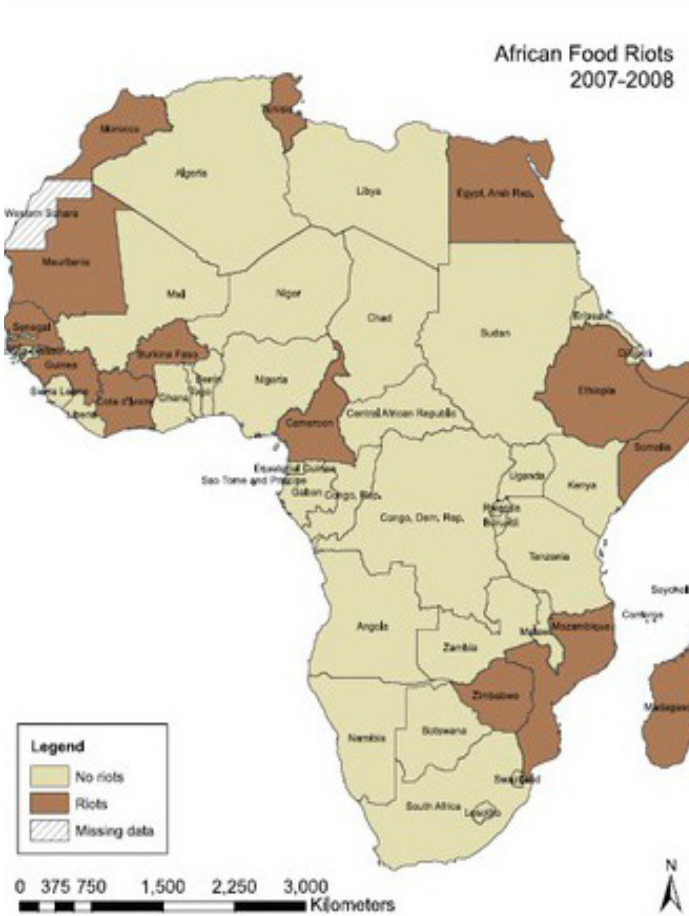 African Food Riots
2007-2008
Tunisia
Morocco
Algeria
Libya
Egypt, Arab Rep.
Western Sahara
Mauritania
Mali
Niger
Chad
Sudan
Eritrea
Senegal
Djibouti
Guinea
Burkina Faso
Benin
Nigeria
Ethiopia
Sierra Leone
Cote d'Ivoire
Ghana
Togo
Liberia
Central African Republic
Cameroon
Somalia
Equatorial Guinea
Sao Tome and Principe
Gabon
Congo, Rep.
Uganda
Kenya
Rwanda
Congo, Dem. Rep.
Burundi
Tanzania
Seychell
Comoros
Angola
Malawi
Mozambique
Zambia
Zimbabwe
Madagasc
Namibia
Botswana
Swaziland
South Africa
Lesotho
Legend
No riots
Riots
Missing data
0 375 750 1,500 2,250 3,000
Kilometers
N